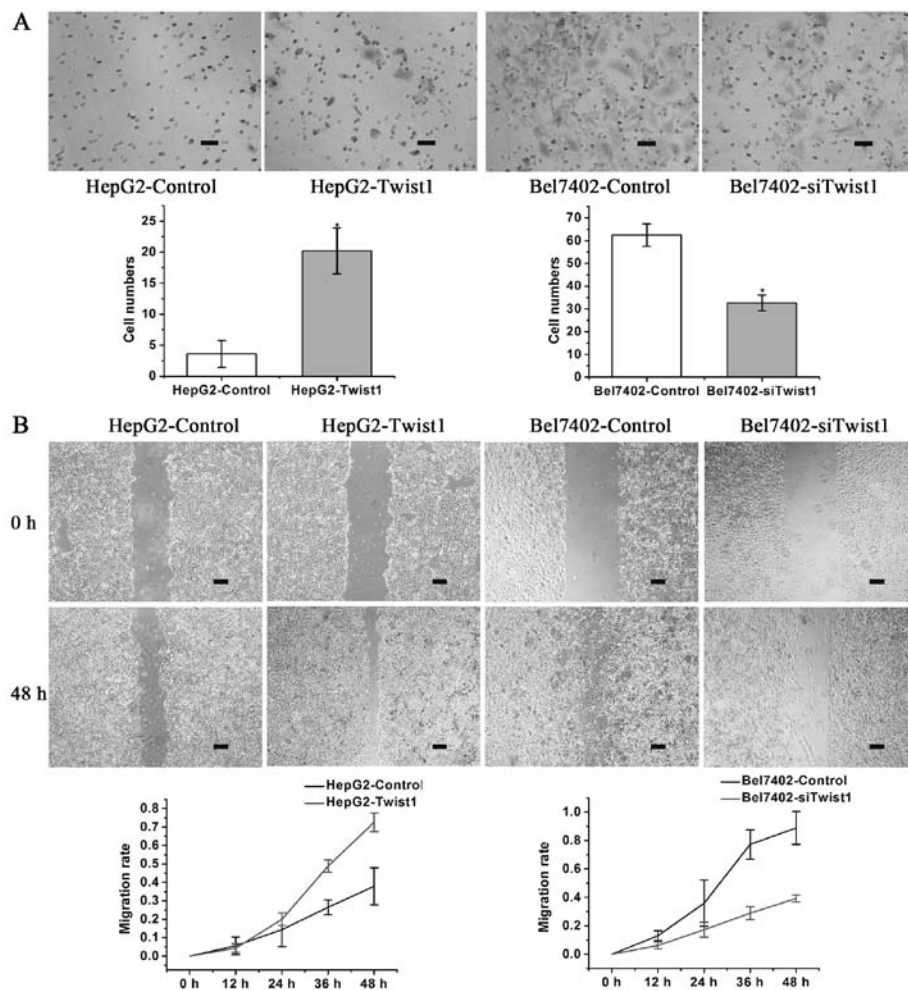 A
HepG2-Control HepG2-Twist1 Bel7402-Control Bel7402-siTwist1
Cell numbers
25
20
15
10
5
0
*
HepG2-Control HepG2-Twist1
Cell numbers
70
60
50
40
30
20
10
0
*
Bel7402-Control Bel7402-siTwist1
B
HepG2-Control HepG2-Twist1 Bel7402-Control Bel7402-siTwist1
0 h
48 h
HepG2-Control
HepG2-Twist1
Migration rate
0.8
0.7
0.6
0.5
0.4
0.3
0.2
0.1
0.0
0 h 12 h 24 h 36 h 48 h
Bel7402-Control
Bel7402-siTwist1
Migration rate
1.0
0.8
0.6
0.4
0.2
0.0
0 h 12 h 24 h 36 h 48 h